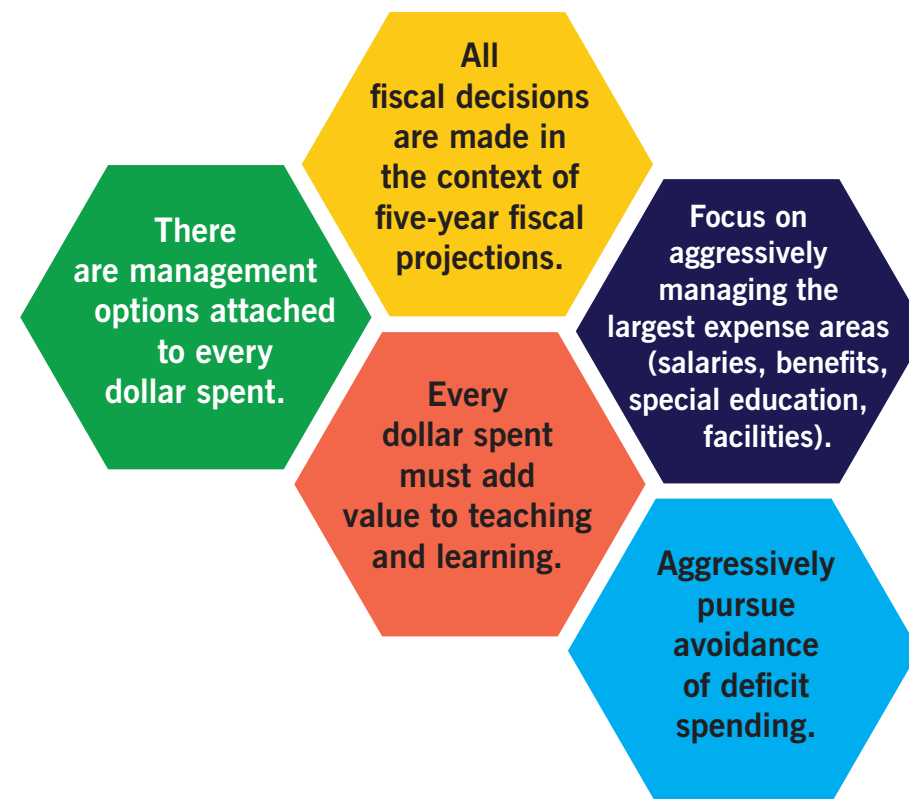 All
fiscal decisions
are made in
the context of
five-year fiscal
projections.
There
are management
options attached
to every
dollar spent.
Focus on
aggressively
managing the
largest expense areas
(salaries, benefits,
special education,
facilities).
Every
dollar spent
must add
value to teaching
and learning.
Aggressively
pursue
avoidance
of deficit
spending.